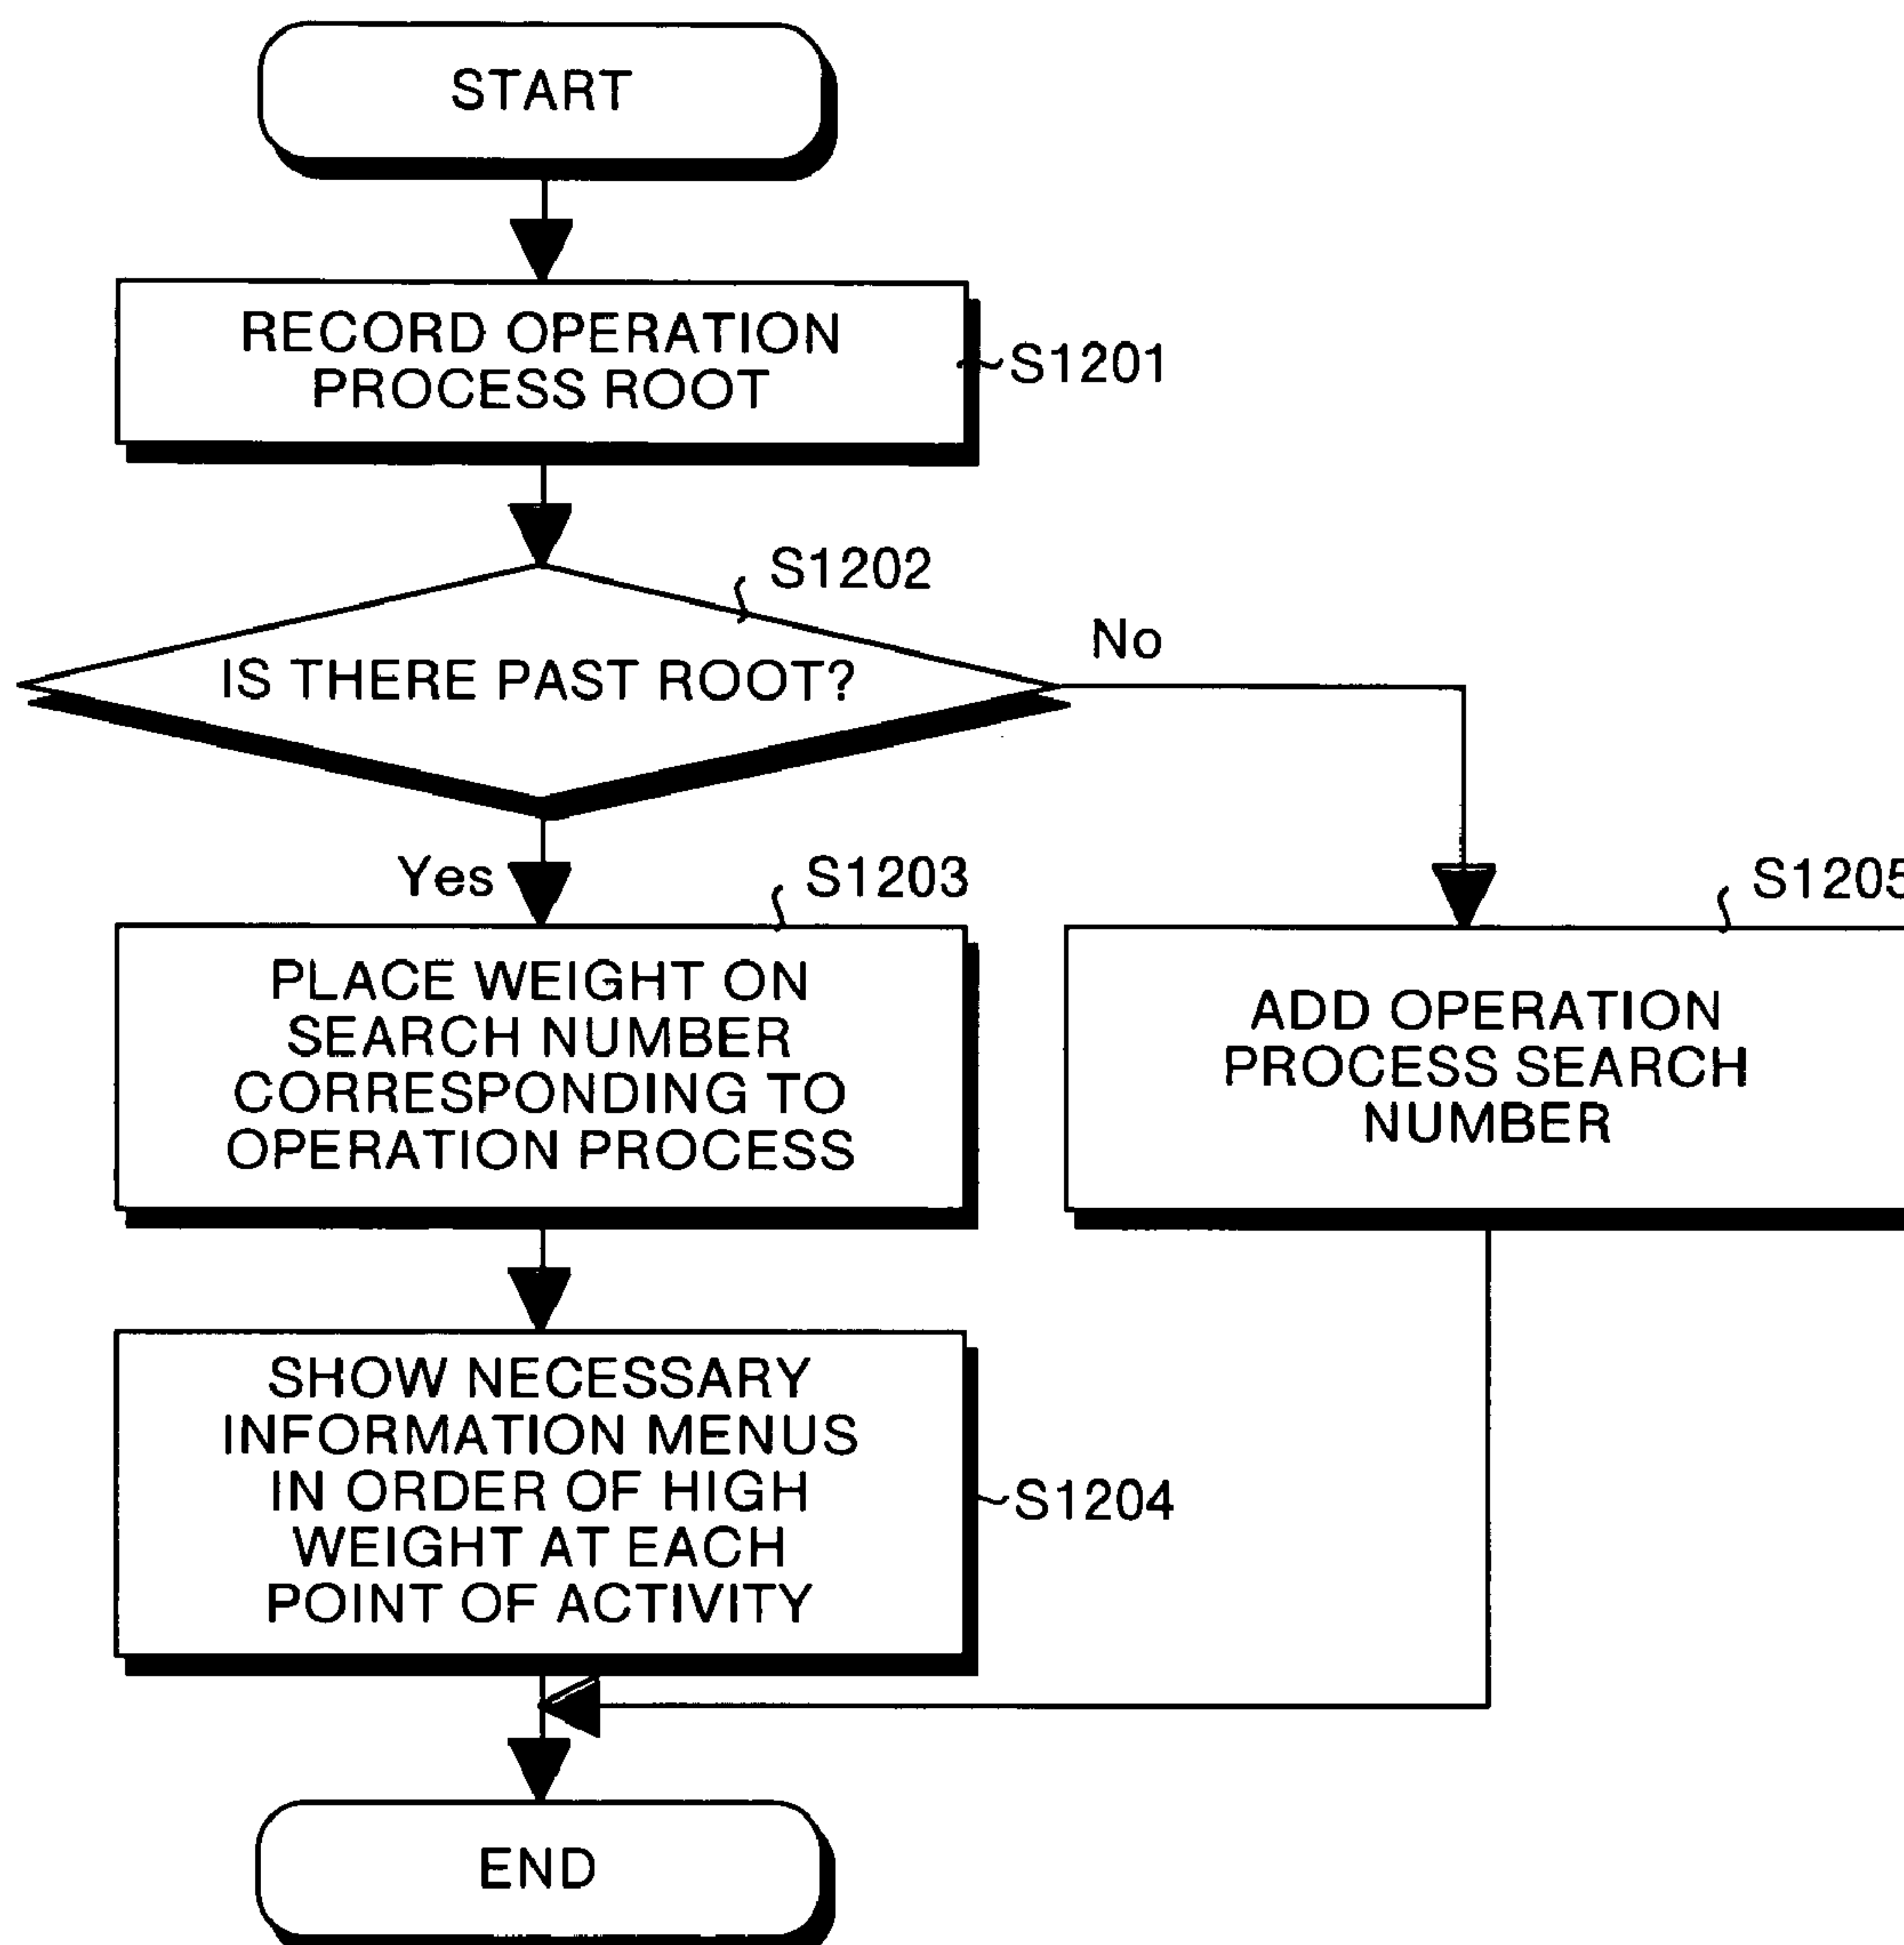 START
RECORD OPERATION
PROCESS ROOT
S1201
S1202
IS THERE PAST ROOT?
No
Yes
S1203
S1205
PLACE WEIGHT ON
SEARCH NUMBER
CORRESPONDING TO
OPERATION PROCESS
ADD OPERATION
PROCESS SEARCH
NUMBER
SHOW NECESSARY
INFORMATION MENUS
IN ORDER OF HIGH
WEIGHT AT EACH
POINT OF ACTIVITY
S1204
END